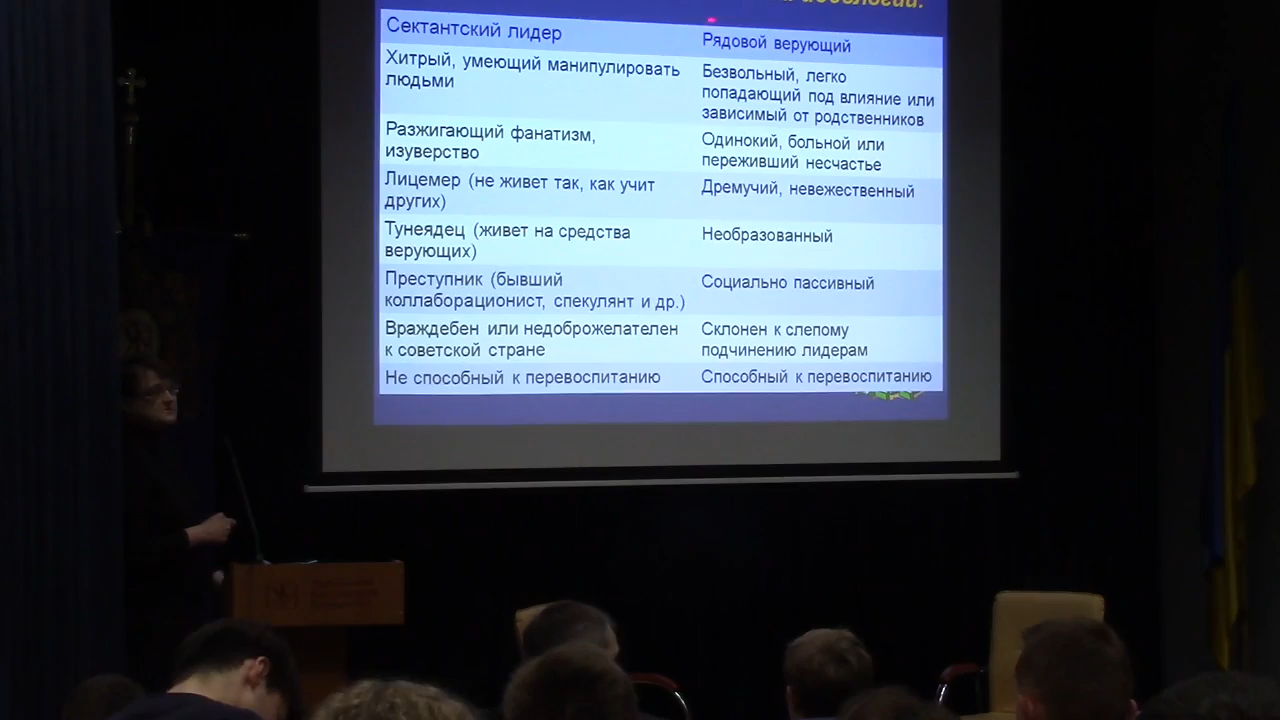 идеологии:
Сектантский лидер
Рядовой верующий
Хитрый, умеющий манипулировать
людьми
Безвольный, легко
попадающий под влияние или
зависимый от родственников
Разжигающий фанатизм,
изуверство
Одинокий, больной или
переживший несчастье
Лицемер (не живет так, как учит
других)
Дремучий, невежественный
Тунеядец (живет на средства
верующих)
Необразованный
Преступник (бывший
коллаборационист, спекулянт и др.)
Социально пассивный
Враждебен или недоброжелателен
к советской стране
Склонен к слепому
подчинению лидерам
Не способный к перевоспитанию
Способный к перевоспитанию